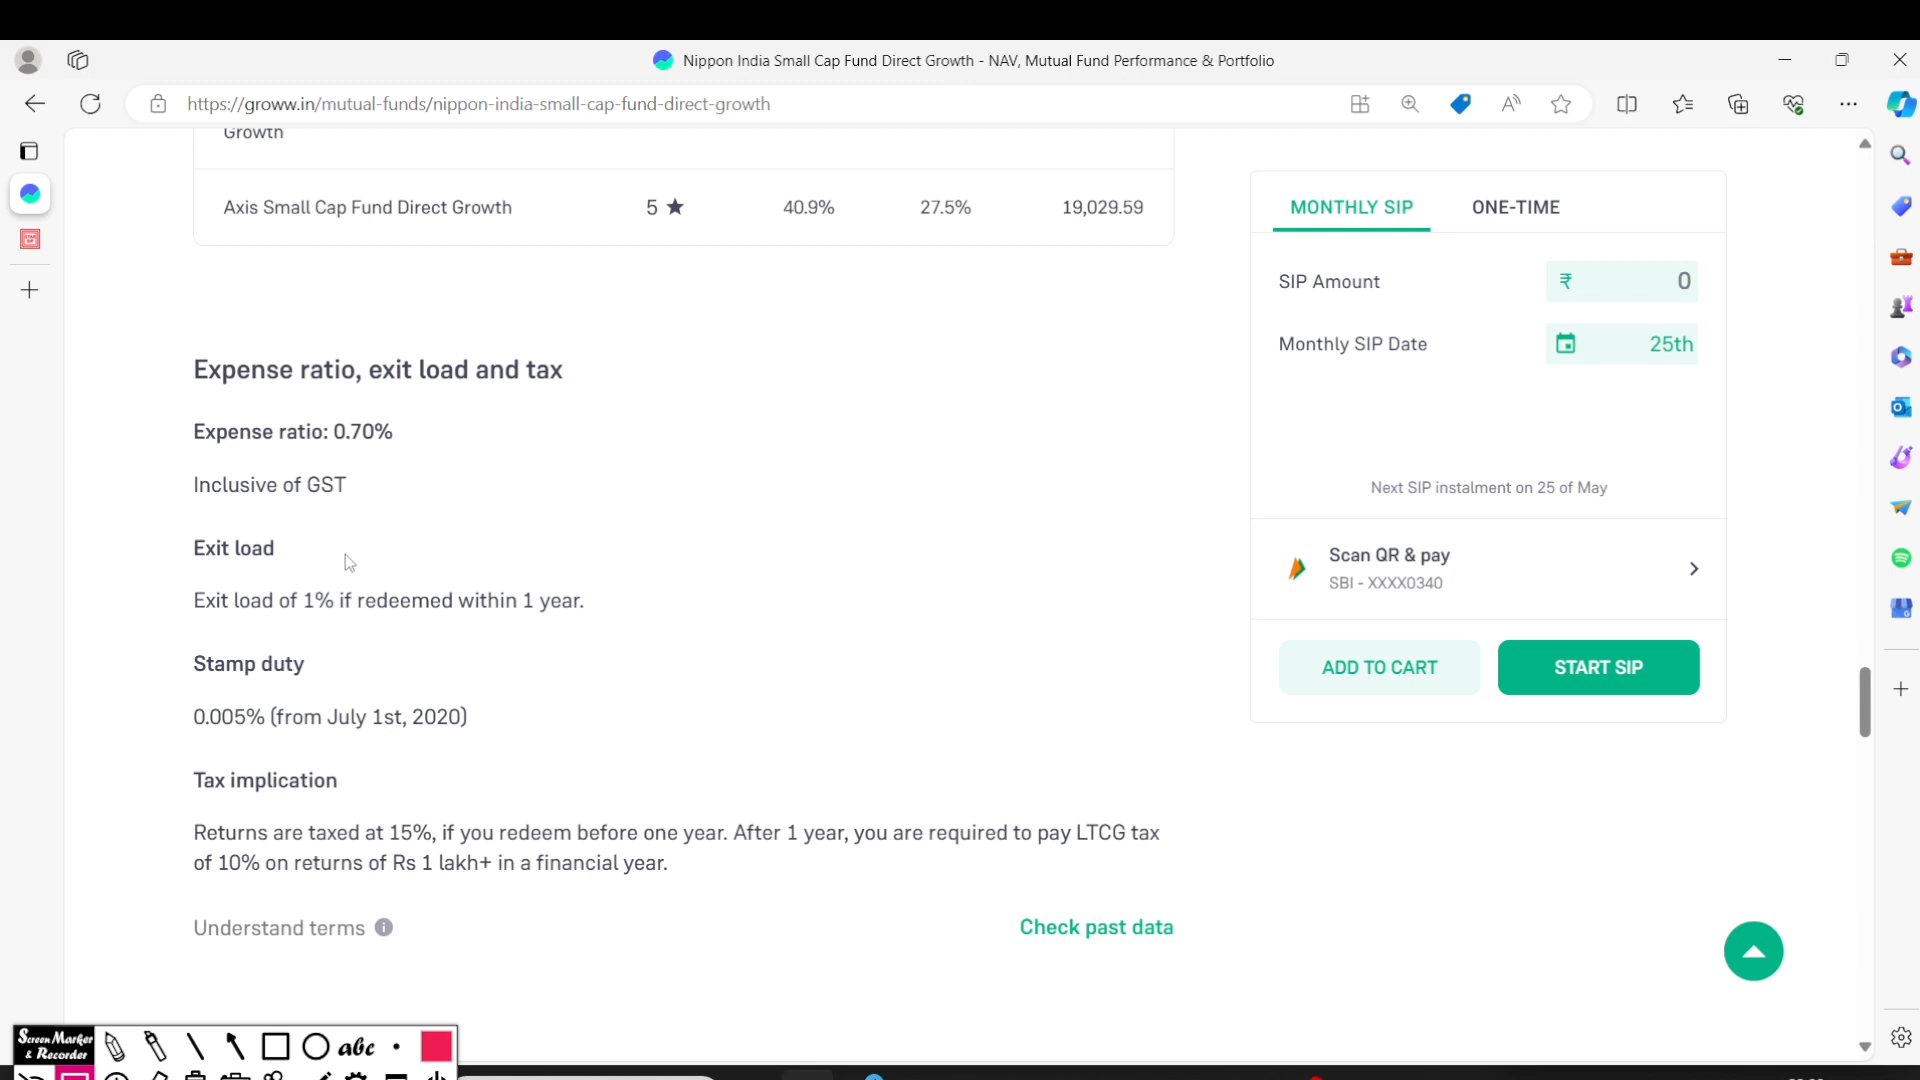 Nippon India Small Cap Fund Direct Growth - NAV, Mutual Fund Performance & Portfolio
https://groww.in/mutual-funds/nippon-india-small-cap-fund-direct-growth
Growth
Axis Small Cap Fund Direct Growth 5 ★ 40.9% 27.5% 19,029.59
Expense ratio, exit load and tax
Expense ratio: 0.70%
Inclusive of GST
Exit load
Exit load of 1% if redeemed within 1 year.
Stamp duty
0.005% (from July 1st, 2020)
Tax implication
Returns are taxed at 15%, if you redeem before one year. After 1 year, you are required to pay LTCG tax
of 10% on returns of Rs 1 lakh+ in a financial year.
Understand terms
Check past data
MONTHLY SIP ONE-TIME
SIP Amount ₹ 0
Monthly SIP Date 25th
Next SIP instalment on 25 of May
Scan QR & pay
SBI - XXXX0340
ADD TO CART START SIP
Screen Marker
& Recorder
abc